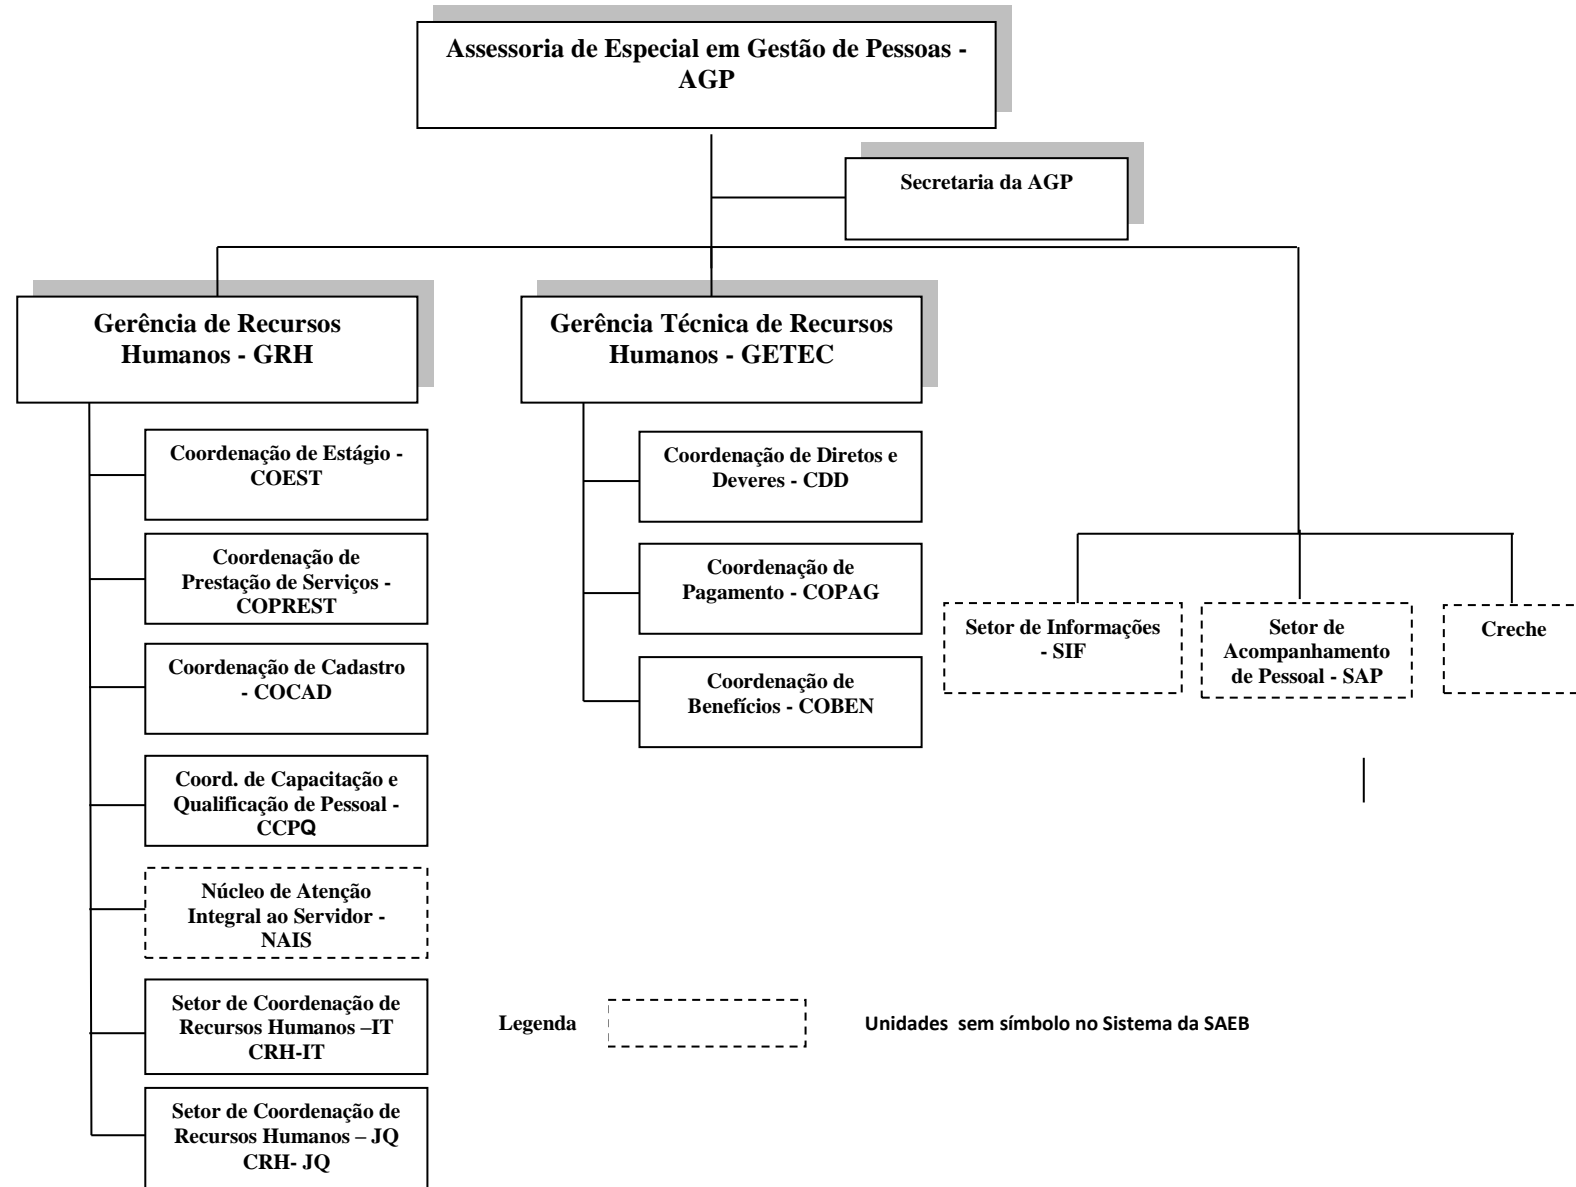 Assessoria de Especial em Gestão de Pessoas -
AGP
Secretaria da AGP
Gerência de Recursos
Humanos - GRH
Gerência Técnica de Recursos
Humanos - GETEC
Coordenação de Estágio -
COEST
Coordenação de
Prestação de Serviços -
COPREST
Coordenação de Cadastro
- COCAD
Coord. de Capacitação e
Qualificação de Pessoal -
CCPQ
Núcleo de Atenção
Integral ao Servidor -
NAIS
Setor de Coordenação de
Recursos Humanos –IT
CRH-IT
Setor de Coordenação de
Recursos Humanos – JQ
CRH- JQ
Coordenação de Diretos e
Deveres - CDD
Coordenação de
Pagamento - COPAG
Coordenação de
Benefícios - COBEN
Setor de Informações
- SIF
Setor de
Acompanhamento
de Pessoal - SAP
Creche
Legenda
Unidades  sem símbolo no Sistema da SAEB